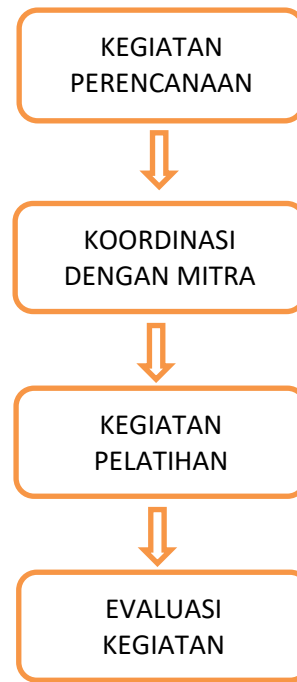 KEGIATAN
PERENCANAAN
KOORDINASI
DENGAN MITRA
KEGIATAN
PELATIHAN
EVALUASI
KEGIATAN